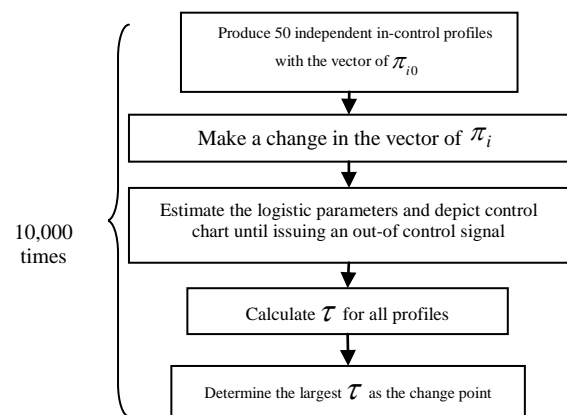 Produce 50 independent in-control profiles
with the vector of π_{i0}
Make a change in the vector of π_i
Estimate the logistic parameters and depict control
chart until issuing an out-of control signal
10,000
times
Calculate τ for all profiles
Determine the largest τ as the change point